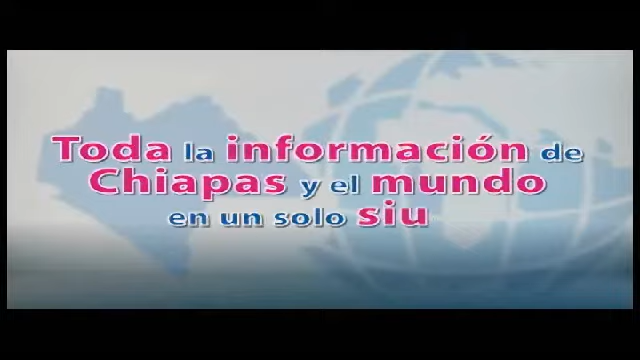 Toda la información de
Chiapas y el mundo
en un solo siu